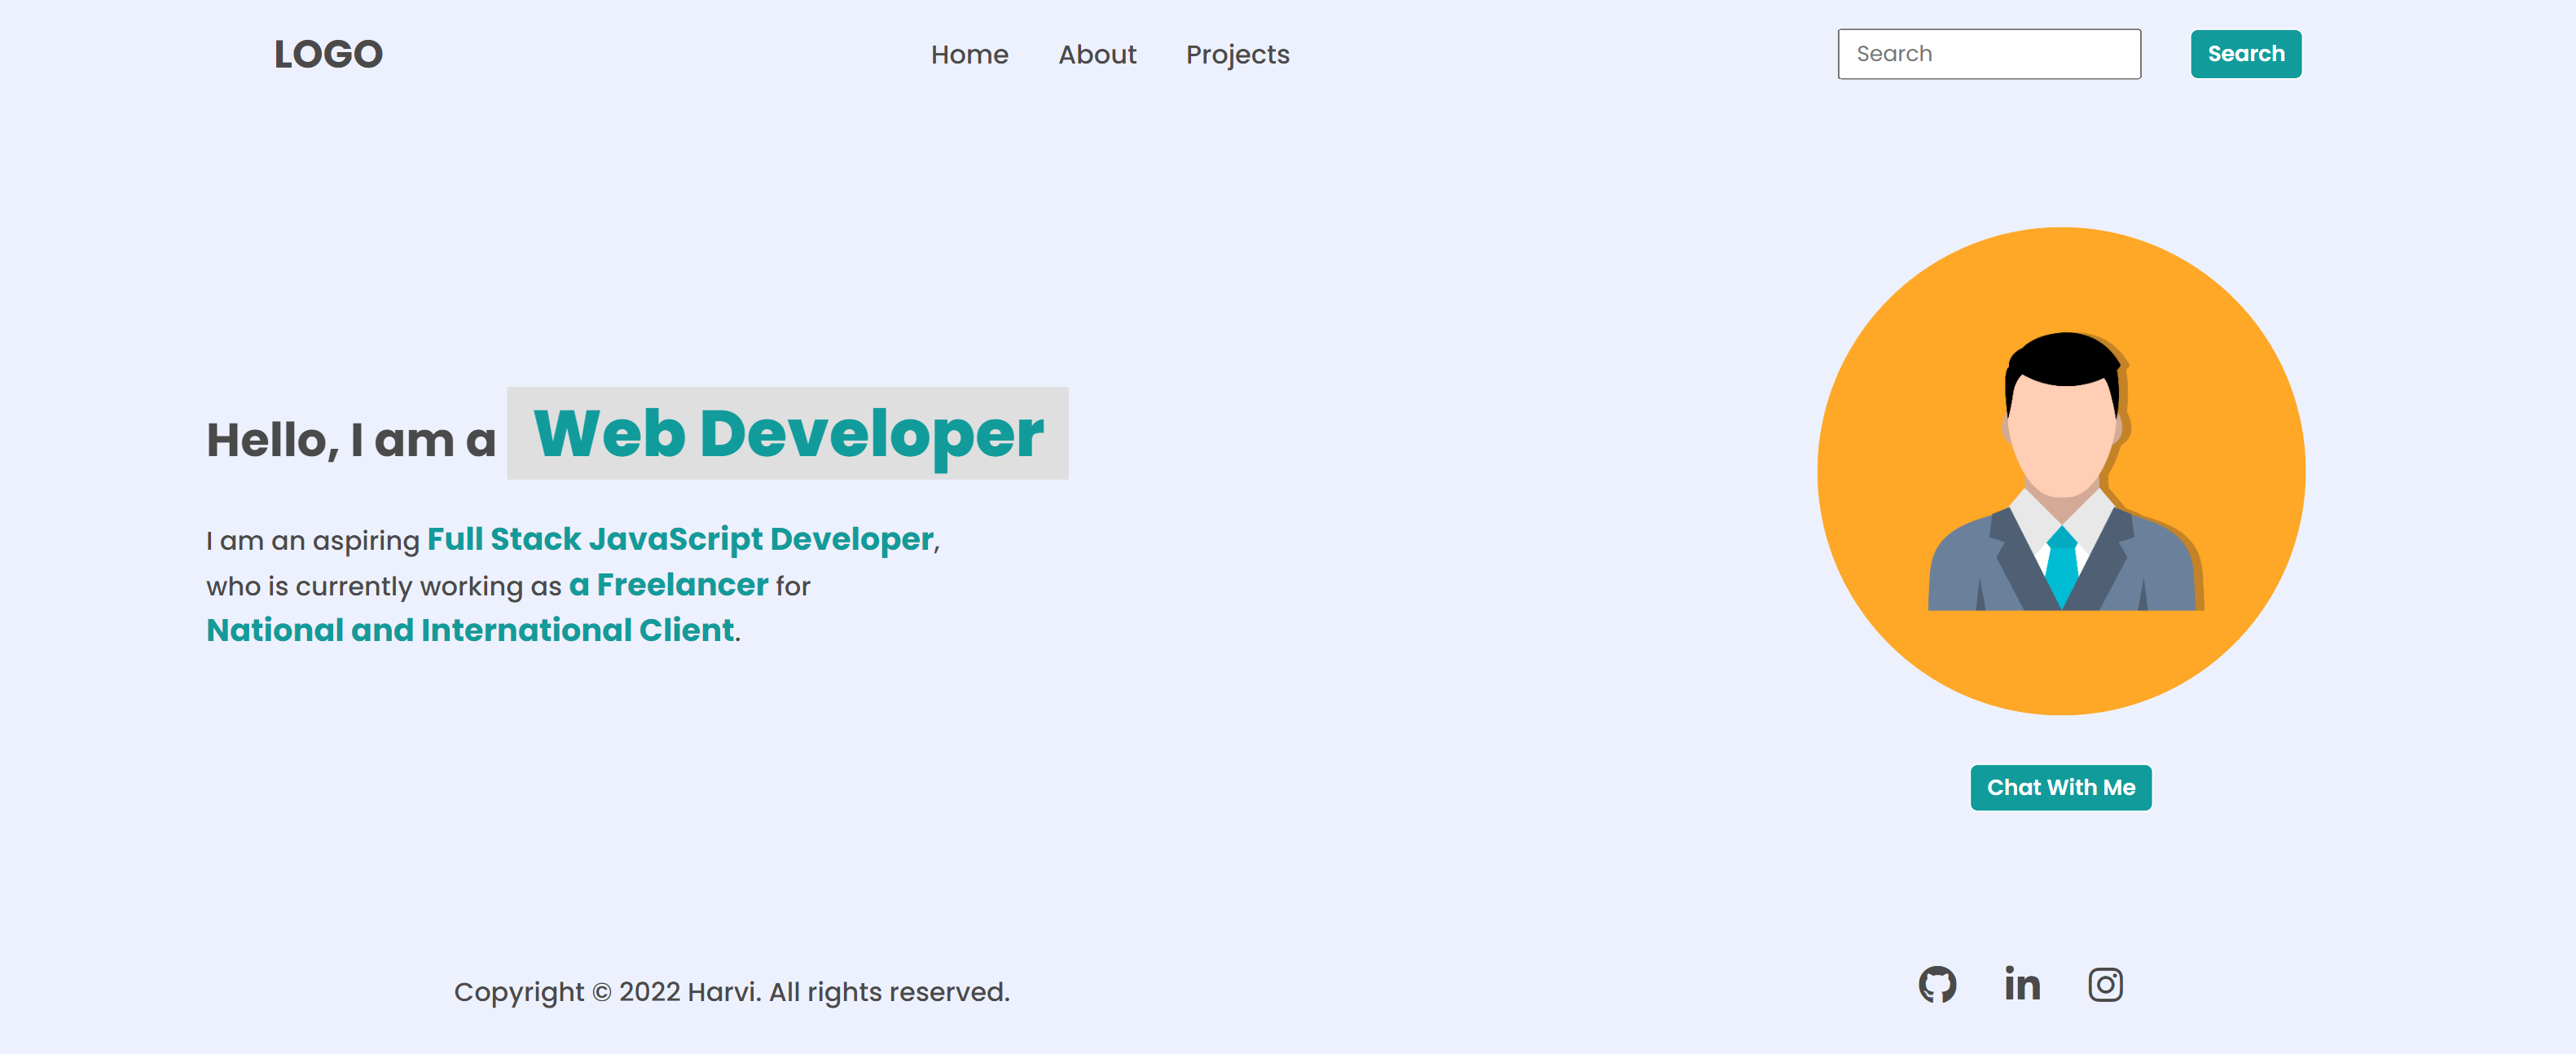 LOGO
Home About Projects
Search
Search
Hello, I am a Web Developer
I am an aspiring Full Stack JavaScript Developer,
who is currently working as a Freelancer for
National and International Client.
Chat With Me
Copyright © 2022 Harvi. All rights reserved.
in